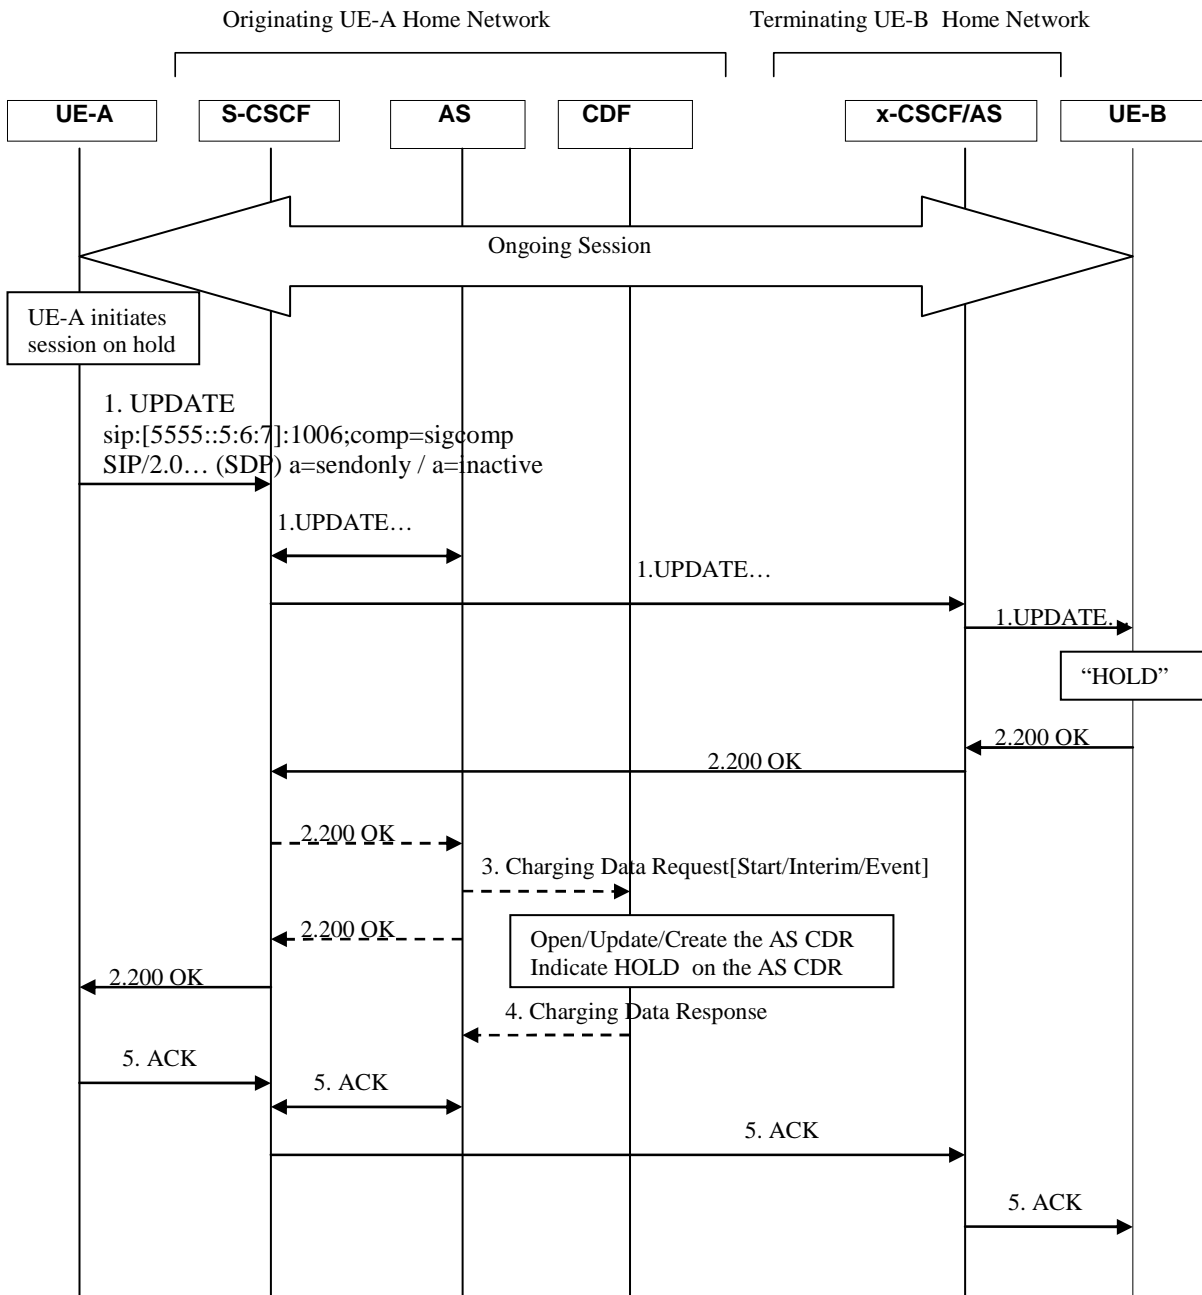 Originating UE-A Home Network
Terminating UE-B Home Network
UE-A
S-CSCF
AS
CDF
x-CSCF/AS
UE-B
Ongoing Session
UE-A initiates
session on hold
1. UPDATE
sip:[5555::5:6:7]:1006;comp=sigcomp
SIP/2.0… (SDP) a=sendonly / a=inactive
1.UPDATE…
1.UPDATE…
1.UPDATE…
“HOLD”
2.200 OK
2.200 OK
2.200 OK
3. Charging Data Request[Start/Interim/Event]
2.200 OK
Open/Update/Create the AS CDR
Indicate HOLD on the AS CDR
2.200 OK
4. Charging Data Response
5. ACK
5. ACK
5. ACK
5. ACK